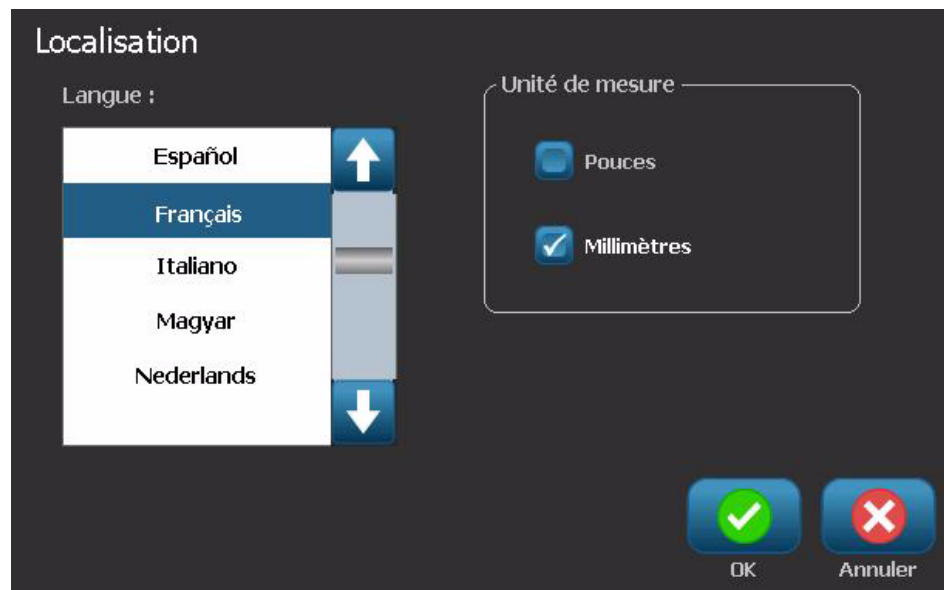 Localisation
Langue :
Español
Français
Italiano
Magyar
Nederlands
Unité de mesure
Pouces
Millimètres
OK
Annuler